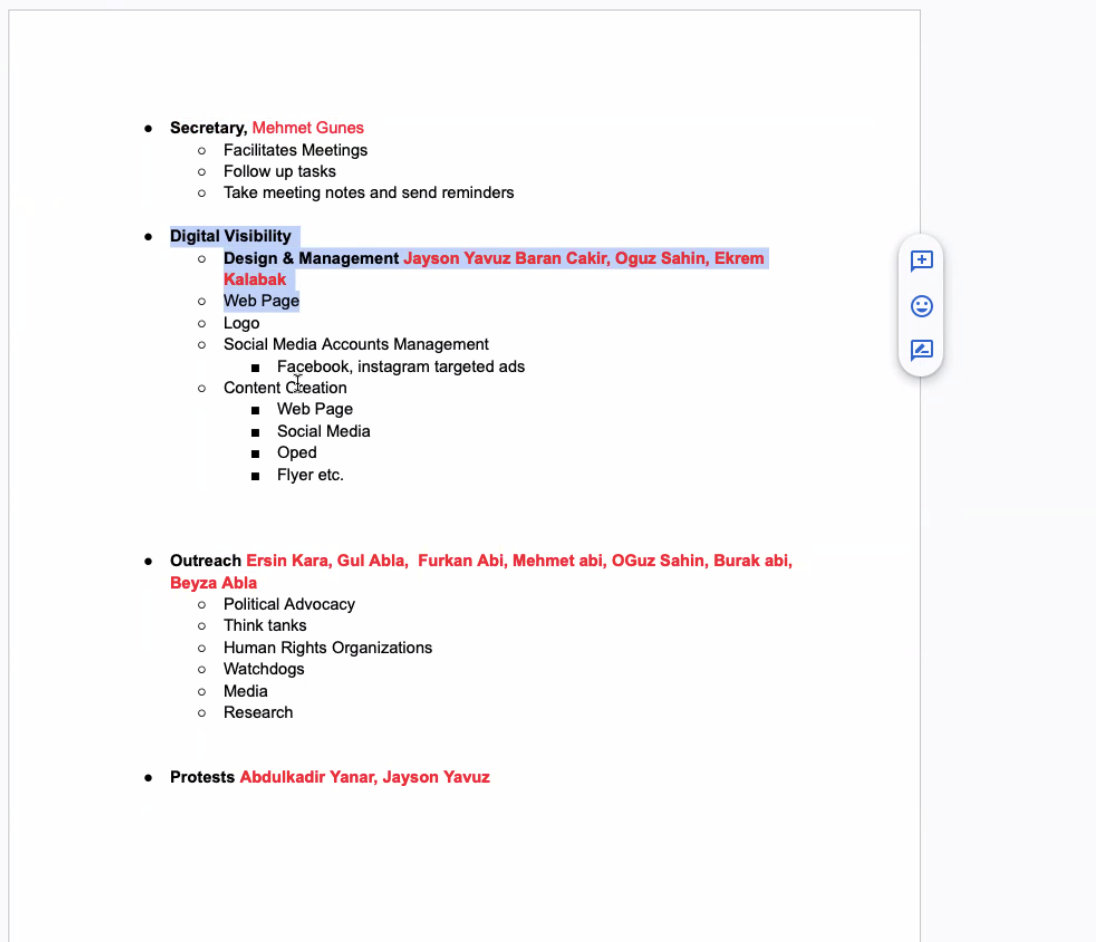 ● Secretary, Mehmet Gunes
○ Facilitates Meetings
○ Follow up tasks
○ Take meeting notes and send reminders
● Digital Visibility
○ Design & Management Jayson Yavuz Baran Cakir, Oguz Sahin, Ekrem
Kalabak
○ Web Page
○ Logo
○ Social Media Accounts Management
■ Facebook, instagram targeted ads
○ Content Creation
■ Web Page
■ Social Media
■ Oped
■ Flyer etc.
● Outreach Ersin Kara, Gul Abla,  Furkan Abi, Mehmet abi, OGuz Sahin, Burak abi,
Beyza Abla
○ Political Advocacy
○ Think tanks
○ Human Rights Organizations
○ Watchdogs
○ Media
○ Research
● Protests Abdulkadir Yanar, Jayson Yavuz